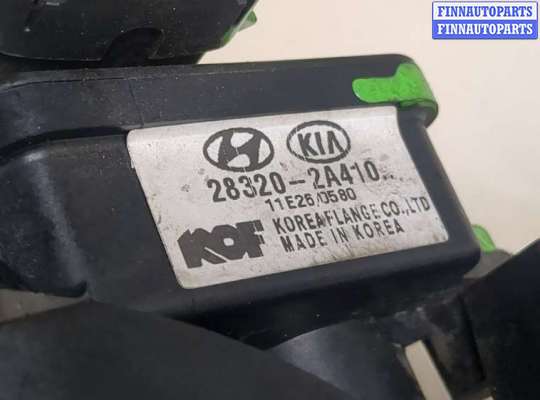 FINNAUTOPARTS
FINNAUTOPARTS
KIA
28320-2A410
11E26/0580
KOF
KOREA FLANGE CO., LTD
MADE IN KOREA